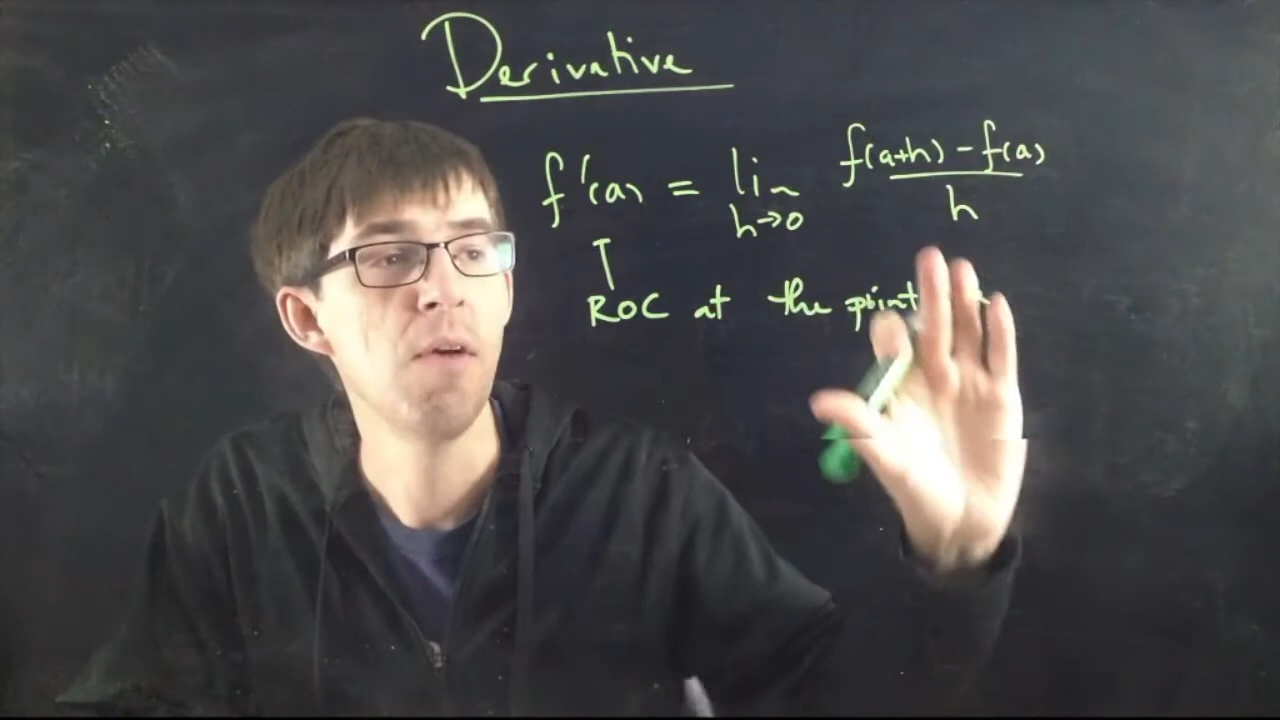 Derivative
f'(a) = lim h→0 f(a+h) - f(a) / h
ROC at the point